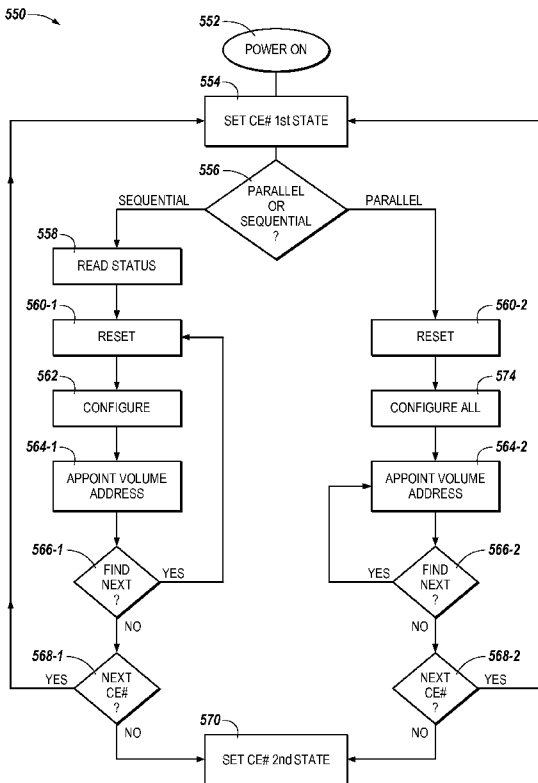 550
552
POWER ON
554
SET CE# 1st STATE
556
PARALLEL
OR
SEQUENTIAL
?
SEQUENTIAL
PARALLEL
558
READ STATUS
560-1
RESET
560-2
RESET
562
CONFIGURE
574
CONFIGURE ALL
564-1
APPOINT VOLUME
ADDRESS
564-2
APPOINT VOLUME
ADDRESS
566-1
FIND
NEXT
?
YES
NO
566-2
FIND
NEXT
?
YES
NO
568-1
NEXT
CE#
?
YES
NO
568-2
NEXT
CE#
?
YES
NO
570
SET CE# 2nd STATE